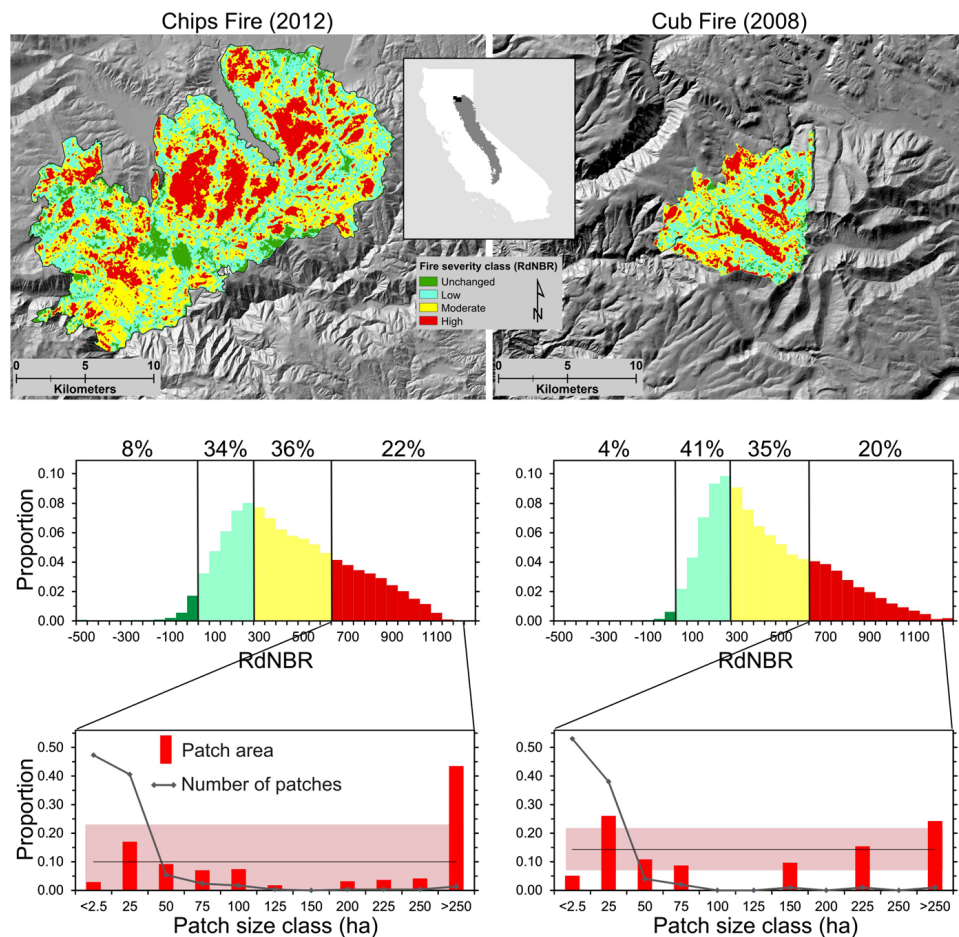 Chips Fire (2012)
Cub Fire (2008)
Fire severity class (RdNBR)
Unchanged
Low
Moderate
High
N
0 5 10
Kilometers
0 5 10
Kilometers
8% 34% 36% 22%
0.10
0.08
0.06
0.04
0.02
0.00
Proportion
-500 -300 -100 100 300 500 700 900 1100
RdNBR
4% 41% 35% 20%
0.10
0.08
0.06
0.04
0.02
0.00
-500 -300 -100 100 300 500 700 900 1100
RdNBR
0.50
0.40
0.30
0.20
0.10
0.00
Proportion
Patch area
Number of patches
<2.5 25 50 75 100 125 150 200 225 250 >250
Patch size class (ha)
0.50
0.40
0.30
0.20
0.10
0.00
<2.5 25 50 75 100 125 150 200 225 250 >250
Patch size class (ha)